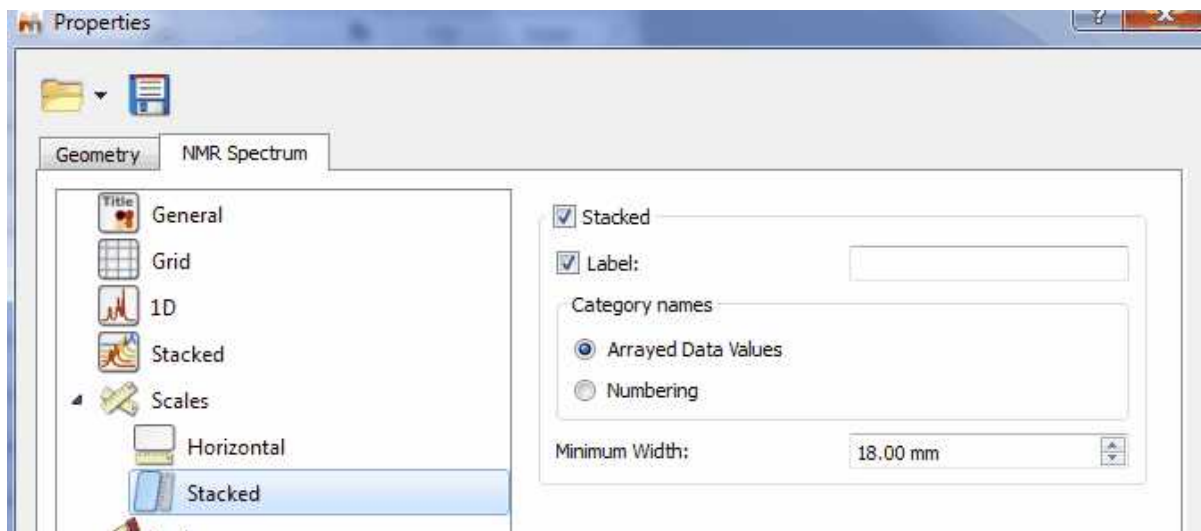 Properties
?
Geometry
NMR Spectrum
Title
General
Grid
1D
Stacked
Scales
Horizontal
Stacked
Stacked
Label:
Category names
Arrayed Data Values
Numbering
Minimum Width:
18.00 mm